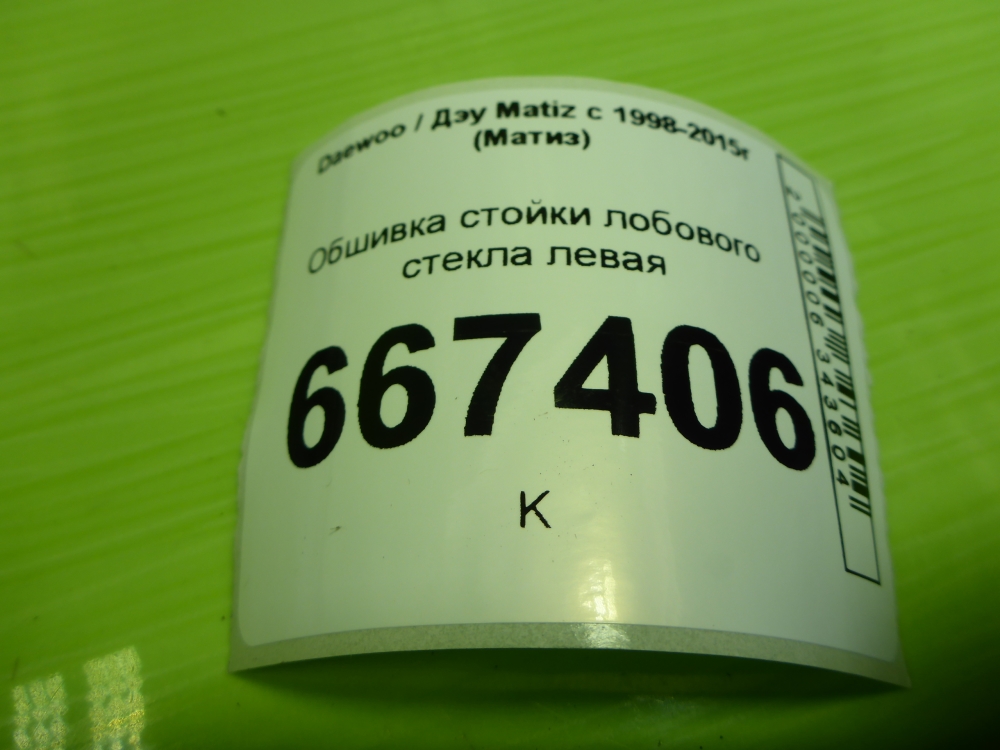 Daewoo / Дэу Matiz с 1998-2015г
(Матиз)
Обшивка стойки лобового
стекла левая
667406
К
2000006343604